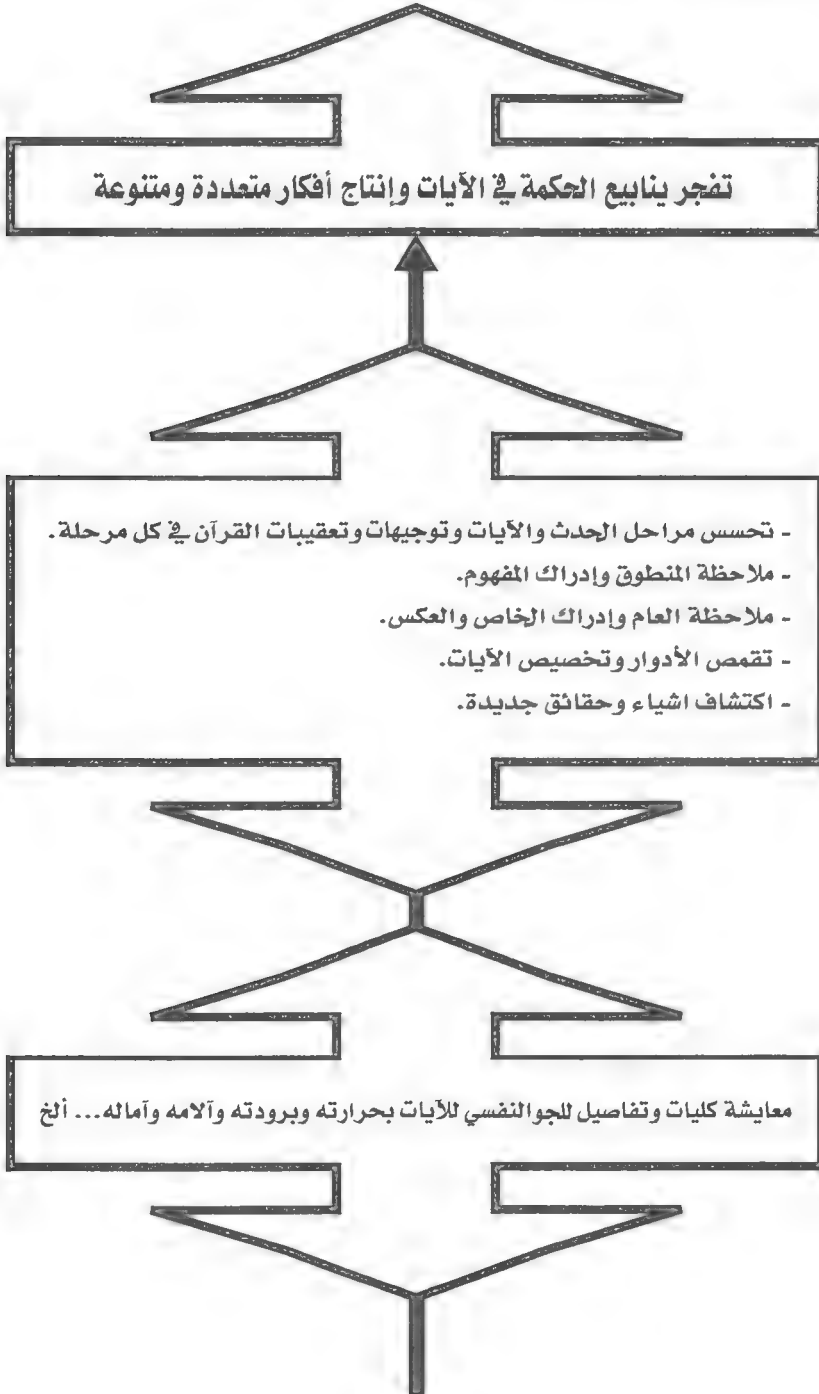 تفجر ينابيع الحكمة في الآيات وإنتاج أفكار متعددة ومتنوعة
- تحسس مراحل الحدث والآيات وتوجيهات وتعقيبات القرآن في كل مرحلة.
- ملاحظة المنطوق وإدراك المفهوم.
- ملاحظة العام وإدراك الخاص والعكس.
- تقمص الأدوار وتخصيص الآيات.
- اكتشاف اشياء وحقائق جديدة.
معايشة كليات وتفاصيل للجو النفسي للآيات بحرارته وبرودته وآلامه وآماله... ألخ